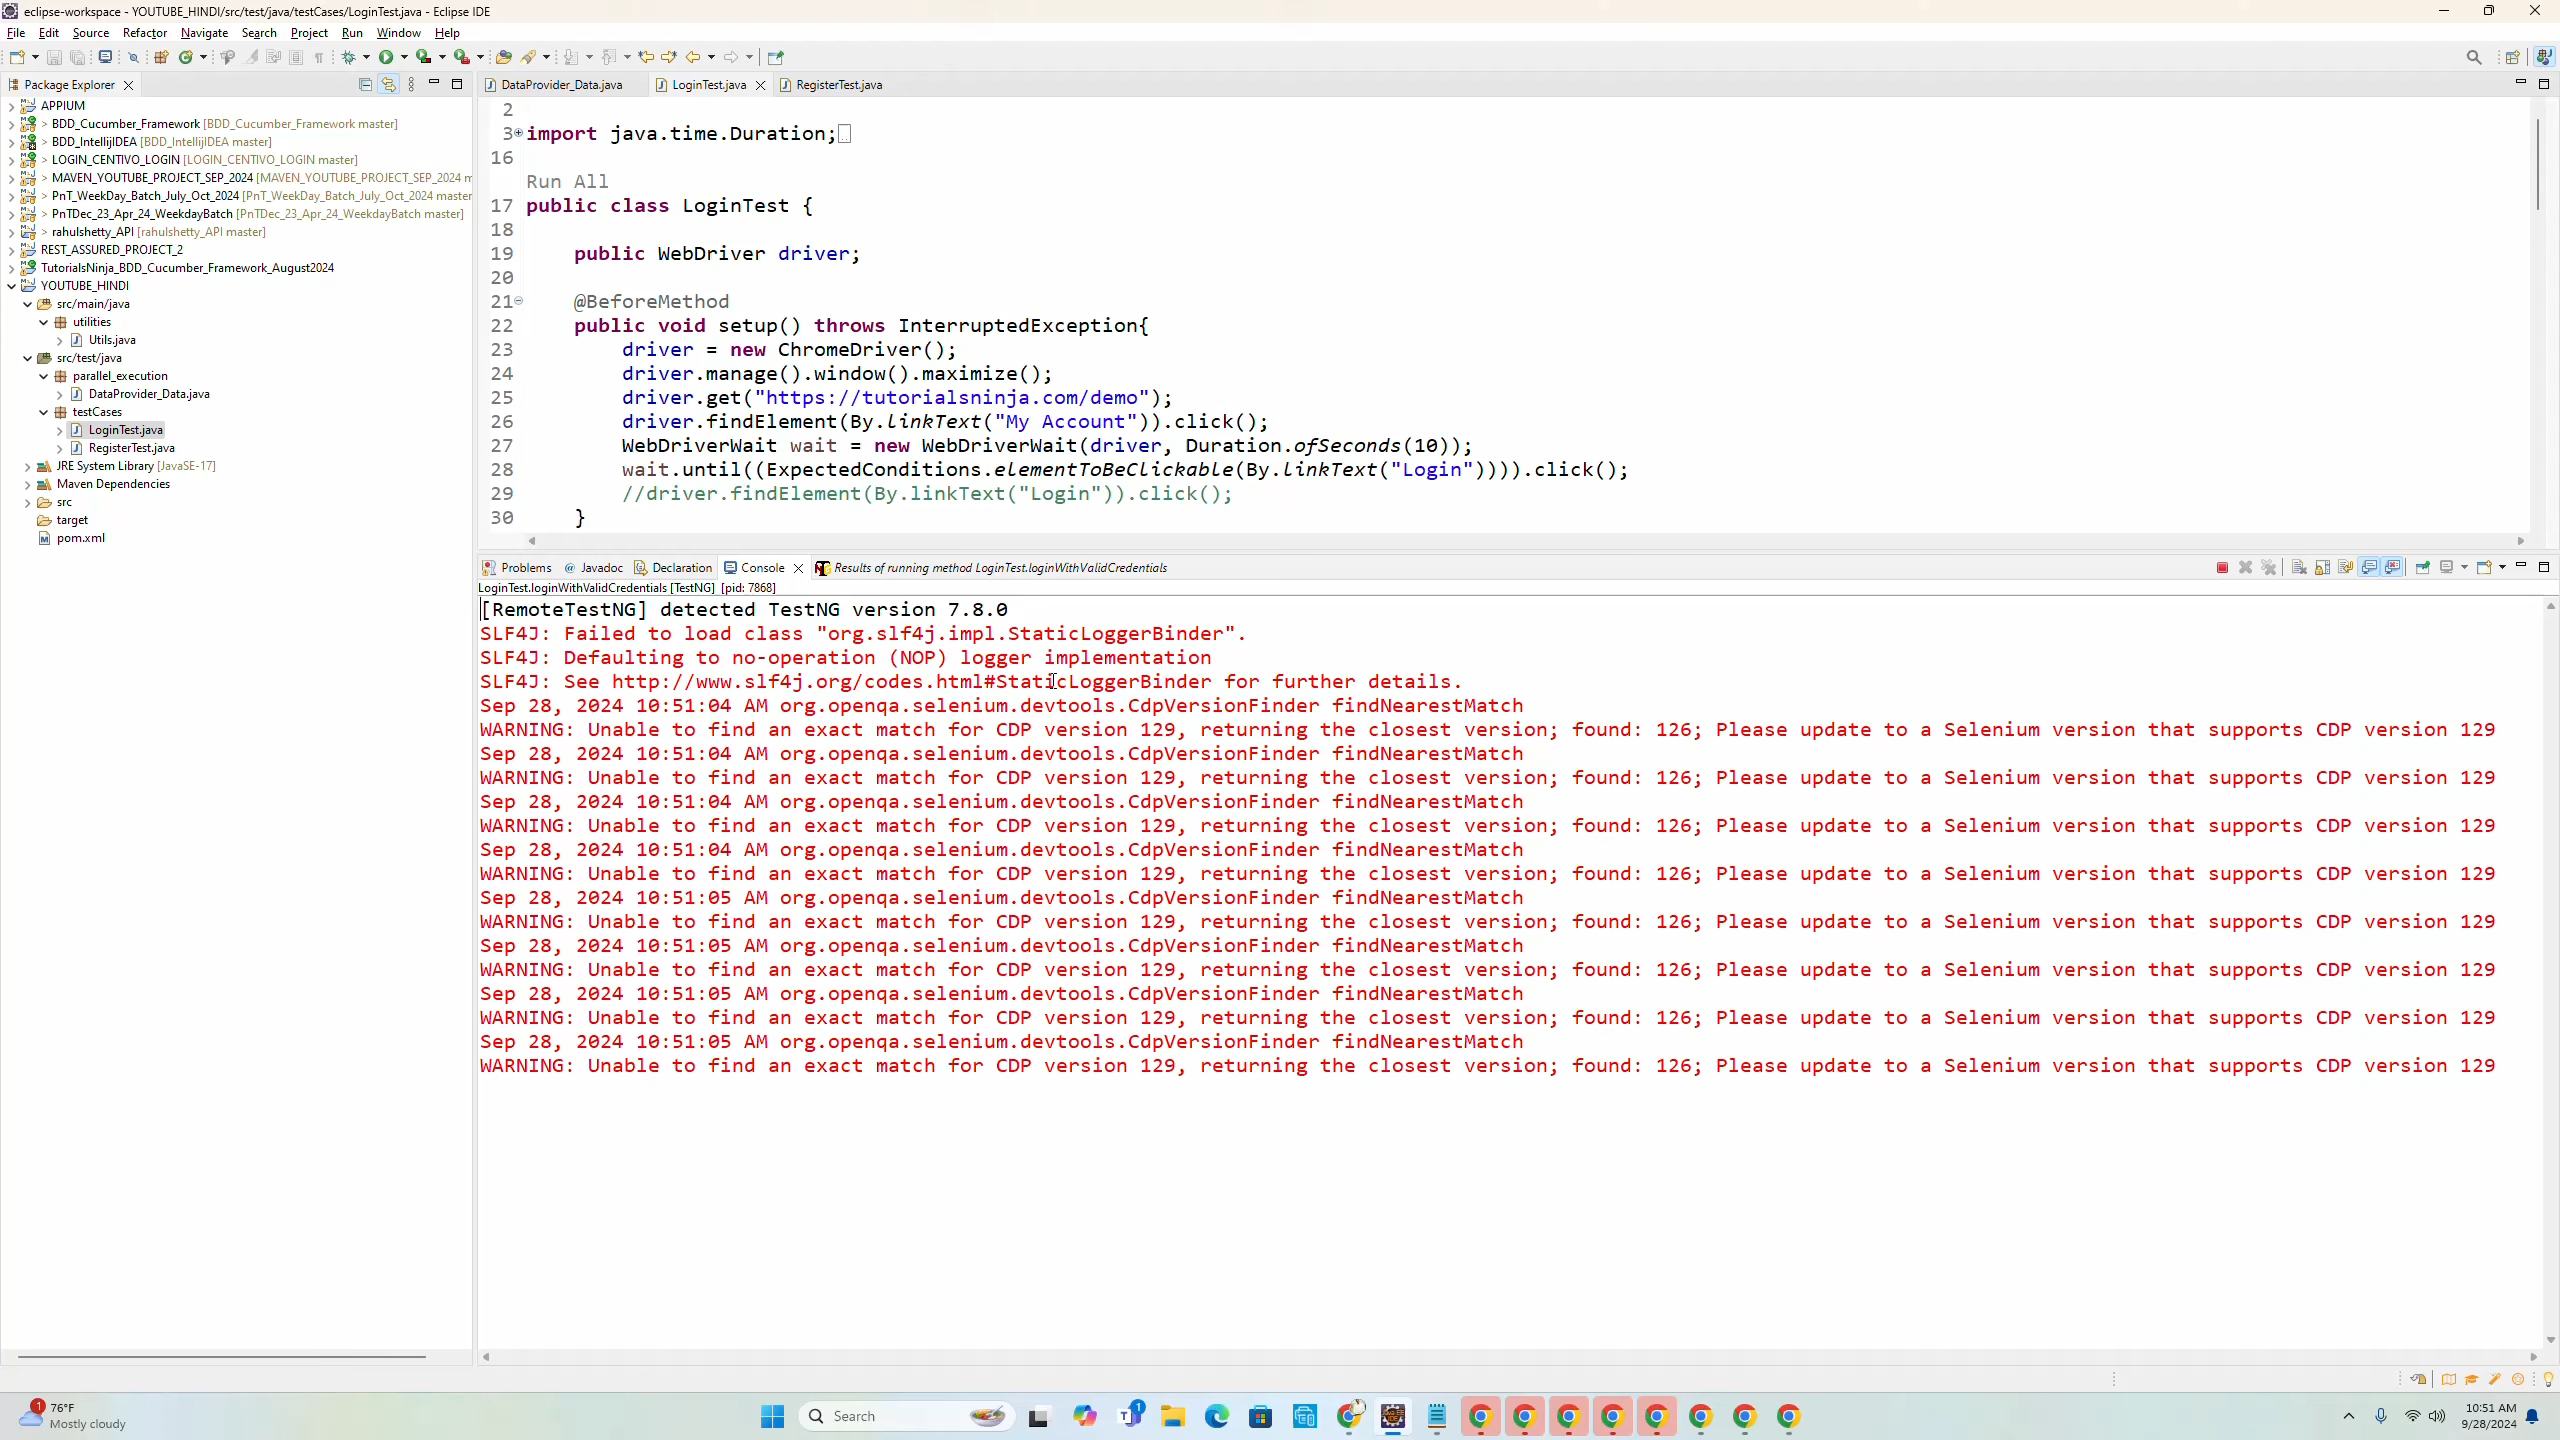 eclipse-workspace - YOUTUBE_HINDI/src/test/java/testCases/LoginTest.java - Eclipse IDE
File Edit Source Refactor Navigate Search Project Run Window Help
Package Explorer
APPIUM
> BDD_Cucumber_Framework [BDD_Cucumber_Framework master]
> BDD_IntellijIDEA [BDD_IntellijIDEA master]
> LOGIN_CENTIVO_LOGIN [LOGIN_CENTIVO_LOGIN master]
> MAVEN_YOUTUBE_PROJECT_SEP_2024 [MAVEN_YOUTUBE_PROJECT_SEP_2024 m
> PnT_WeekDay_Batch_July_Oct_2024 [PnT_WeekDay_Batch_July_Oct_2024 master
> PnTDec_23_Apr_24_WeekdayBatch [PnTDec_23_Apr_24_WeekdayBatch master]
> rahulshetty_API [rahulshetty_API master]
REST_ASSURED_PROJECT_2
TutorialsNinja_BDD_Cucumber_Framework_August2024
YOUTUBE_HINDI
src/main/java
utilities
Utils.java
src/test/java
parallel_execution
DataProvider_Data.java
testCases
LoginTest.java
RegisterTest.java
JRE System Library [JavaSE-17]
Maven Dependencies
src
target
pom.xml
DataProvider_Data.java LoginTest.java RegisterTest.java
2
3 import java.time.Duration;
16
Run All
17 public class LoginTest {
18
19 public WebDriver driver;
20
21 @BeforeMethod
22 public void setup() throws InterruptedException{
23 driver = new ChromeDriver();
24 driver.manage().window().maximize();
25 driver.get("https://tutorialsninja.com/demo");
26 driver.findElement(By.linkText("My Account")).click();
27 WebDriverWait wait = new WebDriverWait(driver, Duration.ofSeconds(10));
28 wait.until((ExpectedConditions.elementToBeClickable(By.linkText("Login")))).click();
29 //driver.findElement(By.linkText("Login")).click();
30 }
Problems Javadoc Declaration Console Results of running method LoginTest.loginWithValidCredentials
LoginTest.loginWithValidCredentials [TestNG] [pid: 7868]
[RemoteTestNG] detected TestNG version 7.8.0
SLF4J: Failed to load class "org.slf4j.impl.StaticLoggerBinder".
SLF4J: Defaulting to no-operation (NOP) logger implementation
SLF4J: See http://www.slf4j.org/codes.html#StaticLoggerBinder for further details.
Sep 28, 2024 10:51:04 AM org.openqa.selenium.devtools.CdpVersionFinder findNearestMatch
WARNING: Unable to find an exact match for CDP version 129, returning the closest version; found: 126; Please update to a Selenium version that supports CDP version 129
Sep 28, 2024 10:51:04 AM org.openqa.selenium.devtools.CdpVersionFinder findNearestMatch
WARNING: Unable to find an exact match for CDP version 129, returning the closest version; found: 126; Please update to a Selenium version that supports CDP version 129
Sep 28, 2024 10:51:04 AM org.openqa.selenium.devtools.CdpVersionFinder findNearestMatch
WARNING: Unable to find an exact match for CDP version 129, returning the closest version; found: 126; Please update to a Selenium version that supports CDP version 129
Sep 28, 2024 10:51:04 AM org.openqa.selenium.devtools.CdpVersionFinder findNearestMatch
WARNING: Unable to find an exact match for CDP version 129, returning the closest version; found: 126; Please update to a Selenium version that supports CDP version 129
Sep 28, 2024 10:51:05 AM org.openqa.selenium.devtools.CdpVersionFinder findNearestMatch
WARNING: Unable to find an exact match for CDP version 129, returning the closest version; found: 126; Please update to a Selenium version that supports CDP version 129
Sep 28, 2024 10:51:05 AM org.openqa.selenium.devtools.CdpVersionFinder findNearestMatch
WARNING: Unable to find an exact match for CDP version 129, returning the closest version; found: 126; Please update to a Selenium version that supports CDP version 129
Sep 28, 2024 10:51:05 AM org.openqa.selenium.devtools.CdpVersionFinder findNearestMatch
WARNING: Unable to find an exact match for CDP version 129, returning the closest version; found: 126; Please update to a Selenium version that supports CDP version 129
Sep 28, 2024 10:51:05 AM org.openqa.selenium.devtools.CdpVersionFinder findNearestMatch
WARNING: Unable to find an exact match for CDP version 129, returning the closest version; found: 126; Please update to a Selenium version that supports CDP version 129
1
76°F
Mostly cloudy
Search
1
10:51 AM
9/28/2024